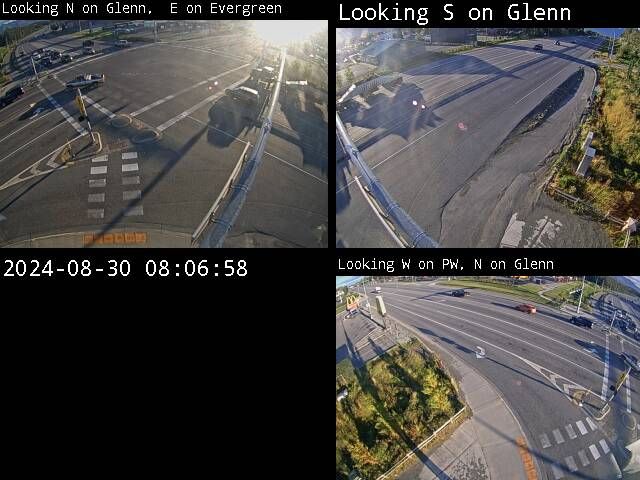 Looking N on Glenn,  E on Evergreen
Looking S on Glenn
2024-08-30 08:06:58
Looking W on PW, N on Glenn